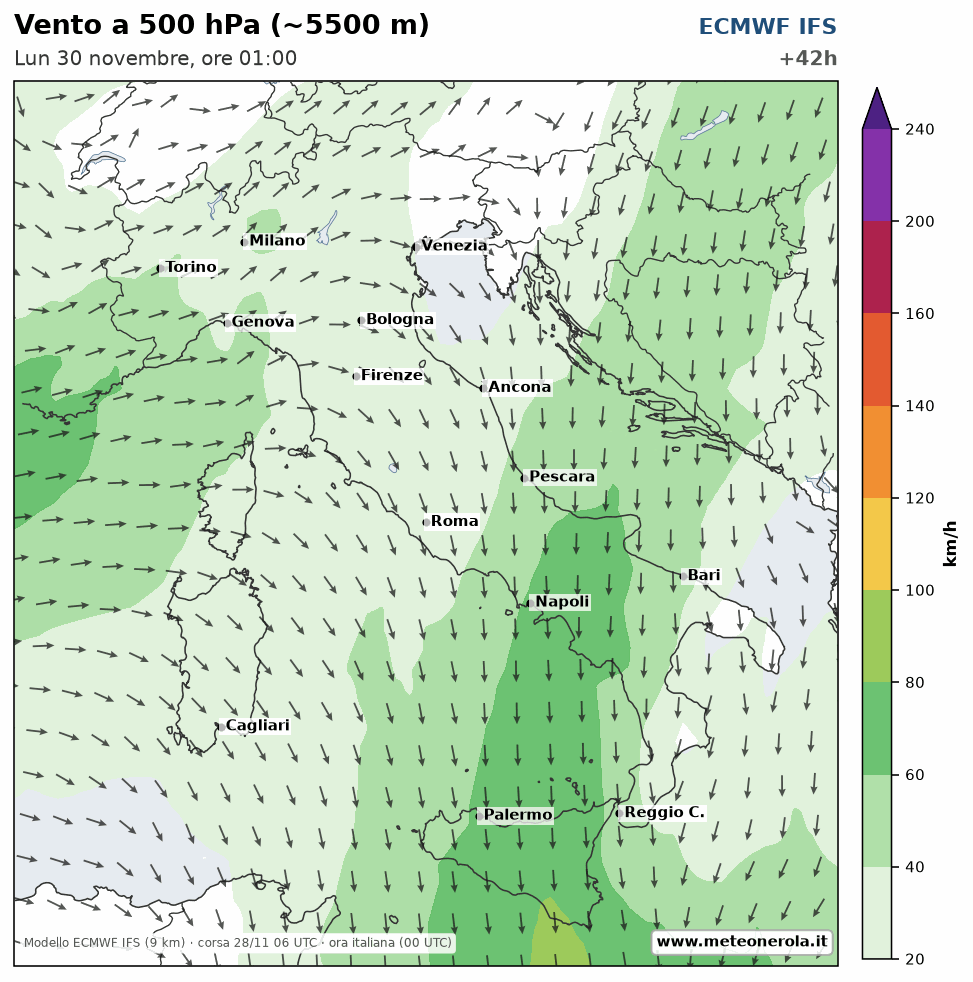 Vento a 500 hPa (~5500 m)
ECMWF IFS
Lun 30 novembre, ore 01:00
+42h
Milano
Venezia
Torino
Genova
Bologna
Firenze
Ancona
Pescara
Roma
Bari
Napoli
Cagliari
Palermo
Reggio C.
240
200
160
140
120
100
80
60
40
20
km/h
Modello ECMWF IFS (9 km) · corsa 28/11 06 UTC · ora italiana (00 UTC)
www.meteonerola.it